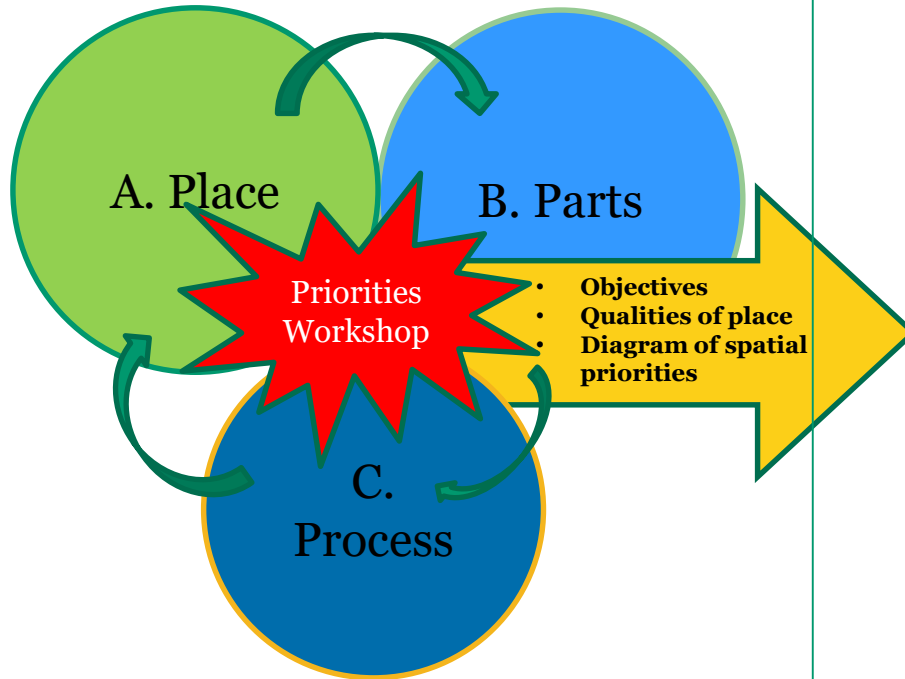 A. Place
B. Parts
Priorities
Workshop
• Objectives
• Qualities of place
• Diagram of spatial
priorities
C.
Process